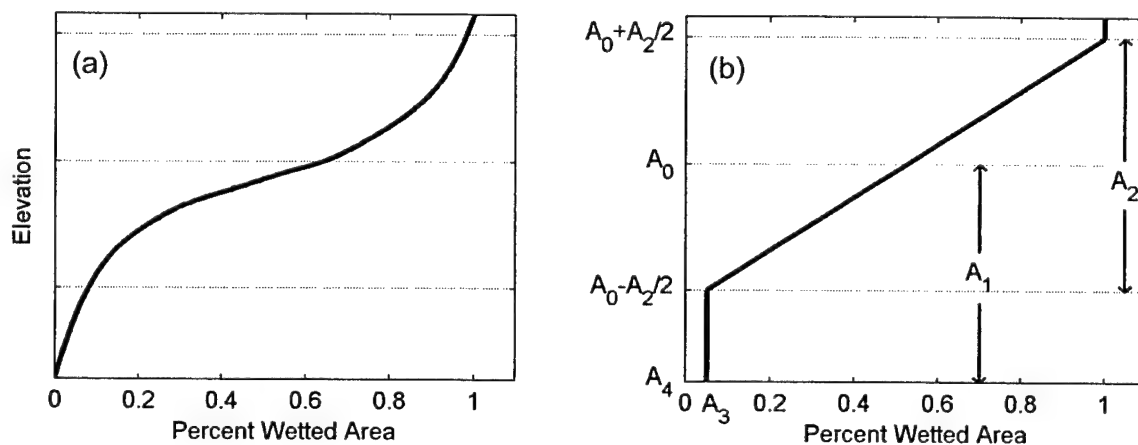 (a)
Elevation
0
0.2
0.4
0.6
0.8
1
Percent Wetted Area
(b)
A₀+A₂/2
A₀
A₀-A₂/2
A₄
A₁
A₂
0
A₃
0.2
0.4
0.6
0.8
1
Percent Wetted Area